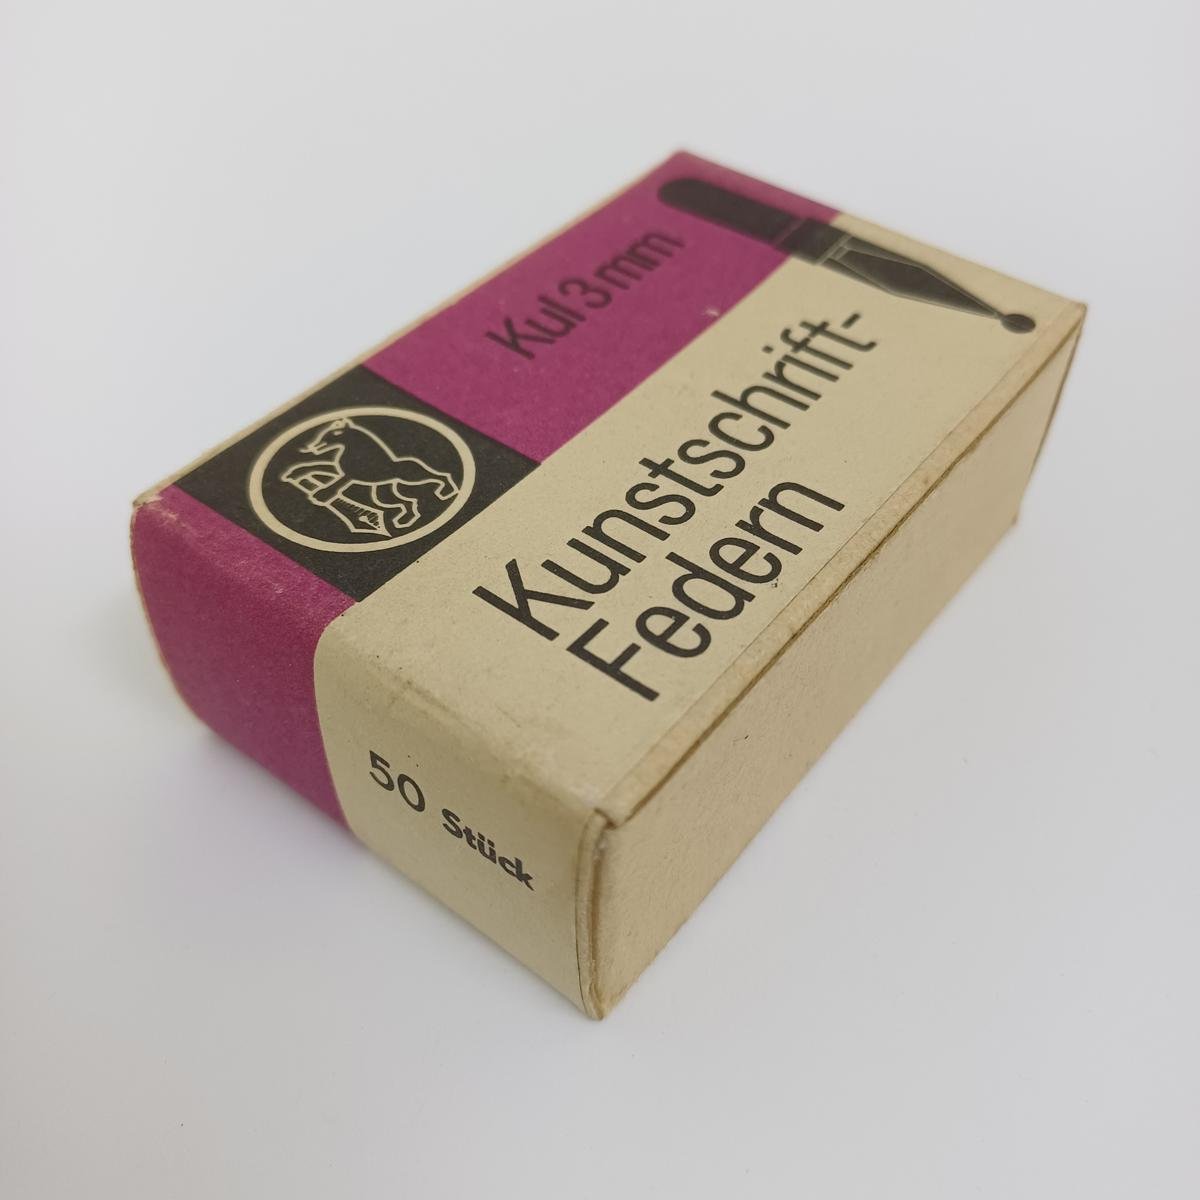 Kul 3 mm
Kunstschrift-
Federn
50 Stück